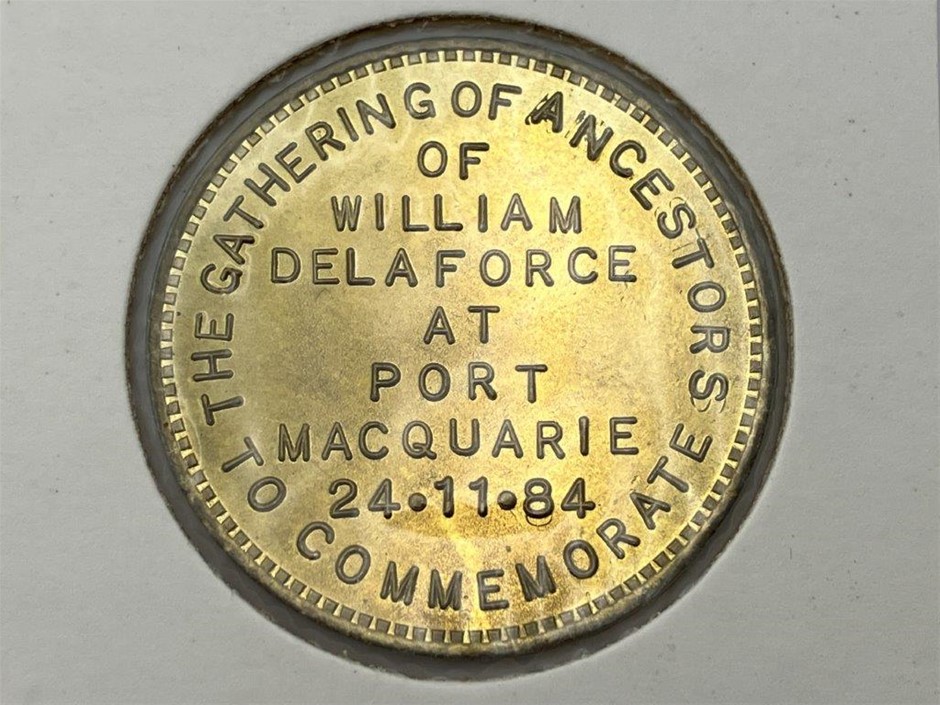 TO COMMEMORATE THE GATHERING OF ANCESTORS
OF
WILLIAM
DELAFORCE
AT
PORT
MACQUARIE
24•11•84